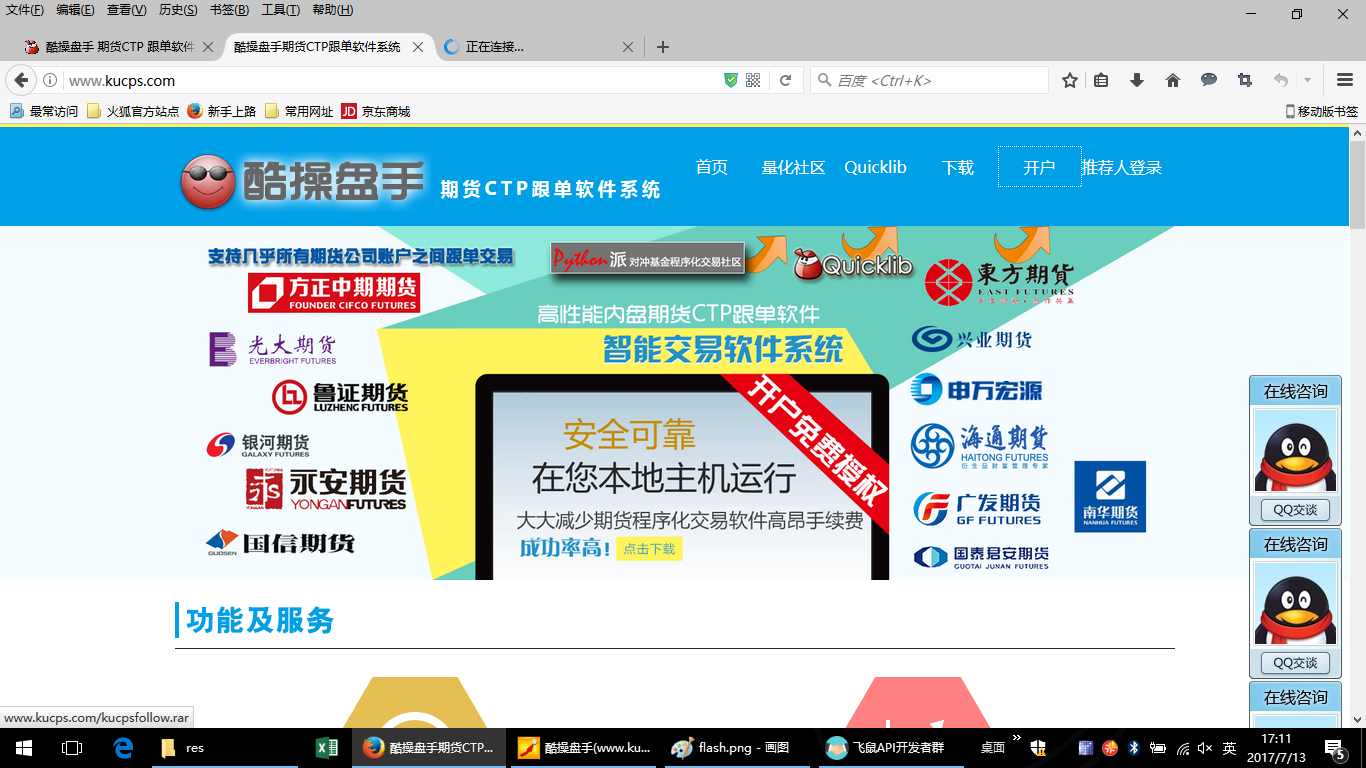 文件(F) 编辑(E) 查看(V) 历史(S) 书签(B) 工具(T) 帮助(H)
酷操盘手 期货CTP 跟单软件
酷操盘手期货CTP跟单软件系统
正在连接...
www.kucps.com
百度 <Ctrl+K>
最常访问 火狐官方站点 新手上路 常用网址 JD 京东商城
移动版书签
酷操盘手 期货CTP跟单软件系统
首页 量化社区 Quicklib 下载 开户 推荐人登录
支持几乎所有期货公司账户之间跟单交易
Python派 对冲基金程序化交易社区
Quicklib
方正中期期货
FOUNDER CIFCO FUTURES
東方期貨
EAST FUTURES
高性能内盘期货CTP跟单软件
智能交易软件系统
光大期货
EVERBRIGHT FUTURES
兴业期货
鲁证期货
LUZHENG FUTURES
申万宏源
开户免费授权
安全可靠
在您本地主机运行
大大减少期货程序化交易软件高昂手续费
成功率高! 点击下载
银河期货
GALAXY FUTURES
海通期货
HAITONG FUTURES
衍生品财富管理专家
永安期货
YONGANFUTURES
广发期货
GF FUTURES
南华期货
NANHUA FUTURES
国信期货
GUOSEN
国泰君安期货
GUOTAI JUNAN FUTURES
在线咨询
QQ交谈
在线咨询
QQ交谈
在线咨询
功能及服务
www.kucps.com/kucpsfollow.rar
res
酷操盘手期货CTP...
酷操盘手(www.ku...
flash.png - 画图
飞鼠API开发者群
桌面
英
17:11
2017/7/13
5